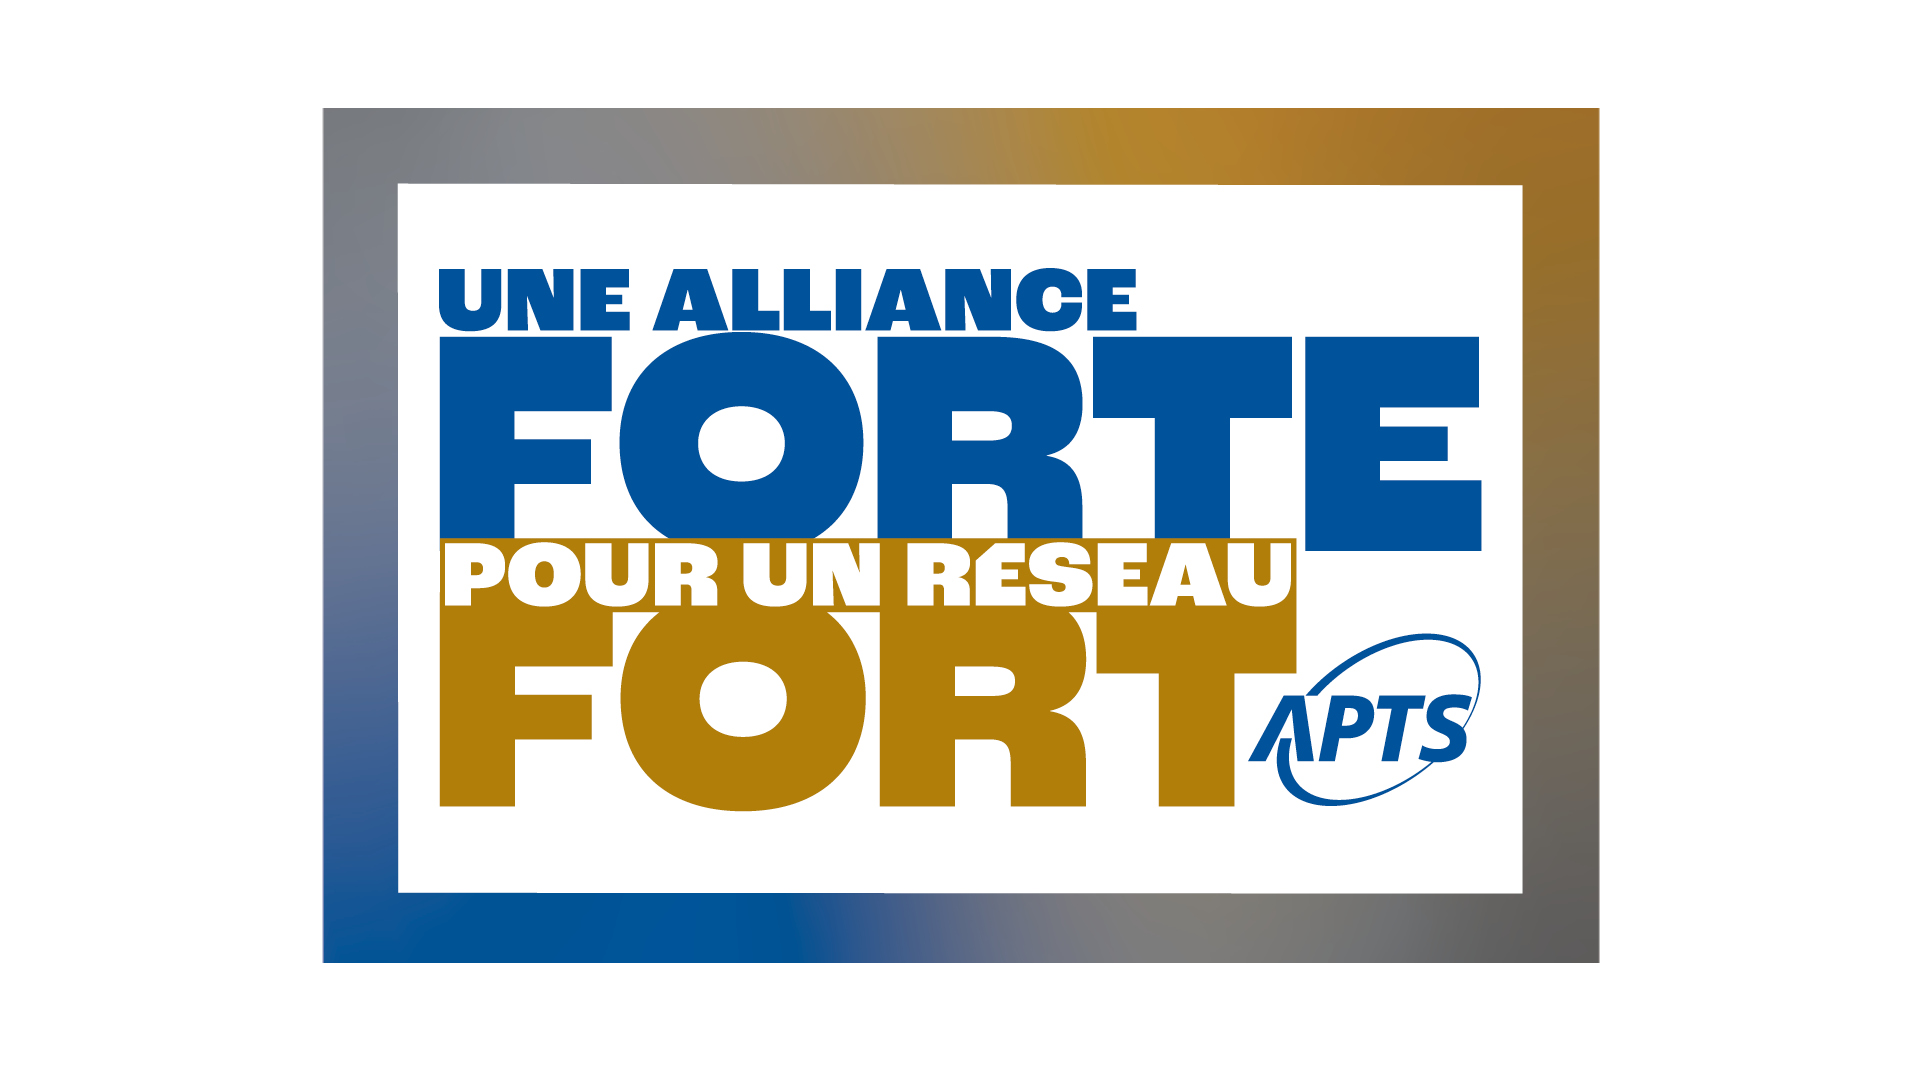 UNE ALLIANCE
FORTE
POUR UN RÉSEAU
FORT
APTS